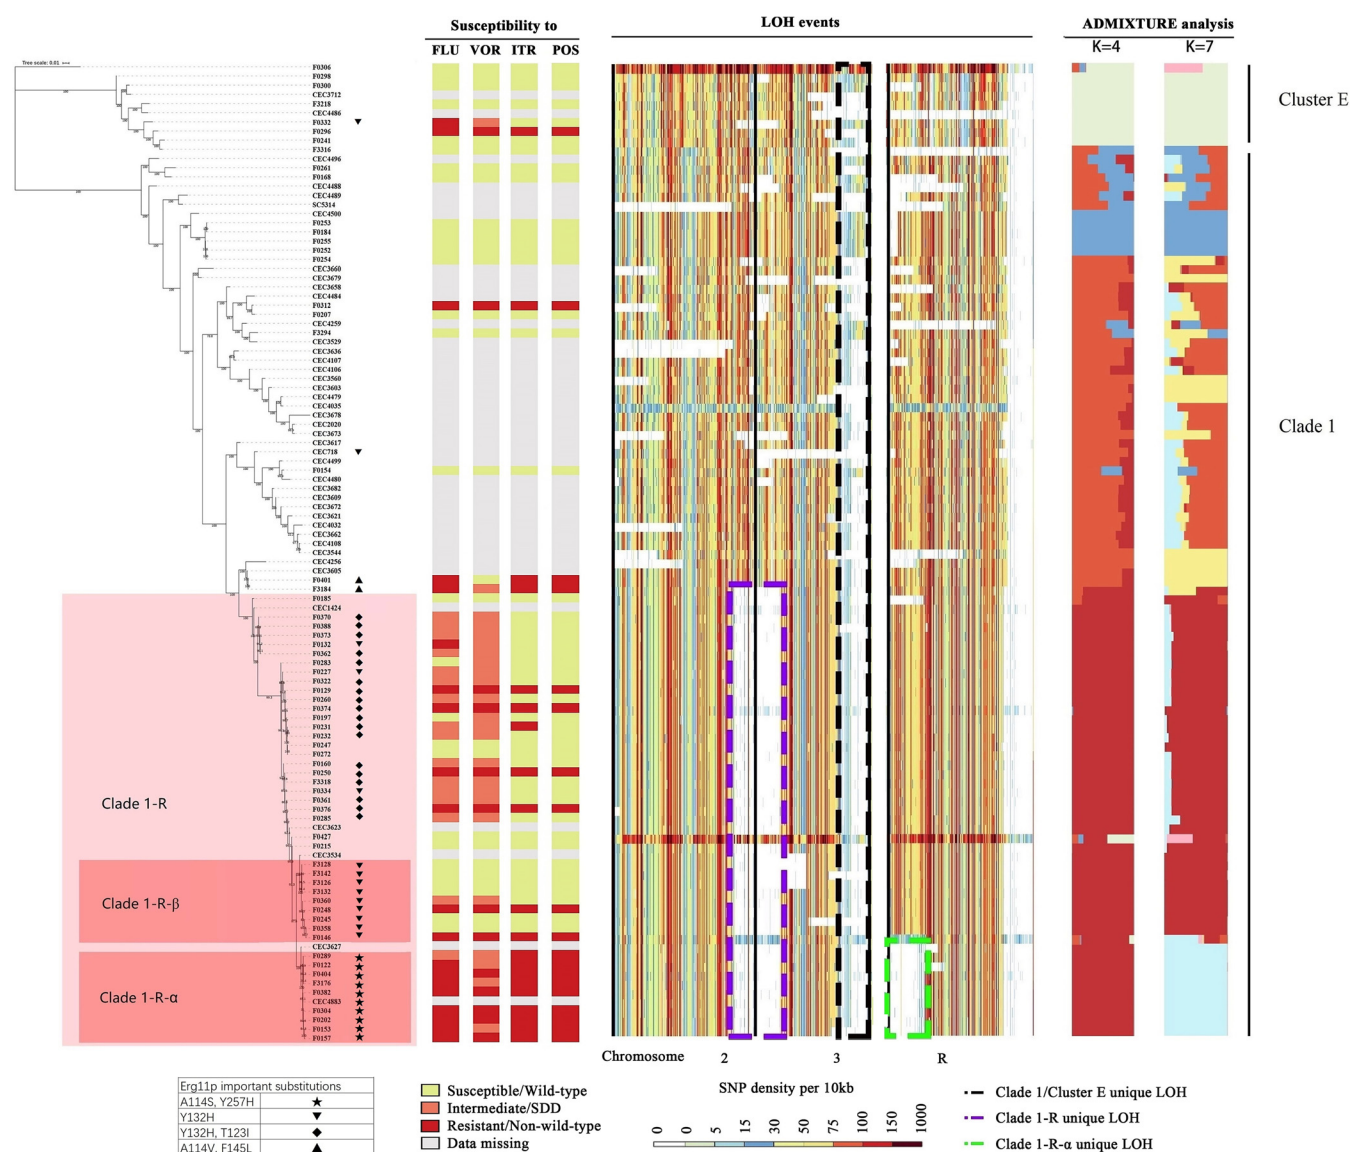 Susceptibility to
FLU VOR ITR POS
LOH events
ADMIXTURE analysis
K=4 K=7
Tree scale: 0.01
F0306
F0298
F0300
CEC3712
F3218
CEC4486
F0332
F0296
F0241
F3316
CEC4496
F0261
F0168
CEC4488
CEC4489
SC5314
CEC4500
F0253
F0184
F0255
F0252
F0254
CEC3660
CEC3679
CEC3658
CEC4484
F0312
F0207
CEC4259
F3294
CEC3529
CEC3636
CEC4107
CEC4106
CEC3560
CEC3603
CEC4479
CEC4035
CEC3678
CEC2020
CEC3673
CEC3617
CEC718
CEC4499
F0154
CEC4480
CEC3682
CEC3609
CEC3672
CEC3621
CEC4032
CEC3662
CEC4108
CEC3544
CEC4256
CEC3605
F0401
F3184
F0185
CEC1424
F0370
F0388
F0373
F0132
F0362
F0283
F0227
F0322
F0129
F0260
F0374
F0197
F0231
F0232
F0247
F0272
F0160
F0250
F3318
F0334
F0361
F0376
F0285
CEC3623
F0427
F0215
CEC3534
F3128
F3142
F3126
F3132
F0360
F0248
F0245
F0358
F0146
CEC3627
F0289
F0122
F0404
F3176
F0382
CEC4883
F0304
F0202
F0153
F0157
Cluster E
Clade 1
Clade 1-R
Clade 1-R-β
Clade 1-R-α
Chromosome 2 3 R
Erg11p important substitutions
A114S, Y257H
Y132H
Y132H, T123I
A114V, F145L
Susceptible/Wild-type
Intermediate/SDD
Resistant/Non-wild-type
Data missing
SNP density per 10kb
0 0 5 15 30 50 75 100 150 1000
Clade 1/Cluster E unique LOH
Clade 1-R unique LOH
Clade 1-R-α unique LOH